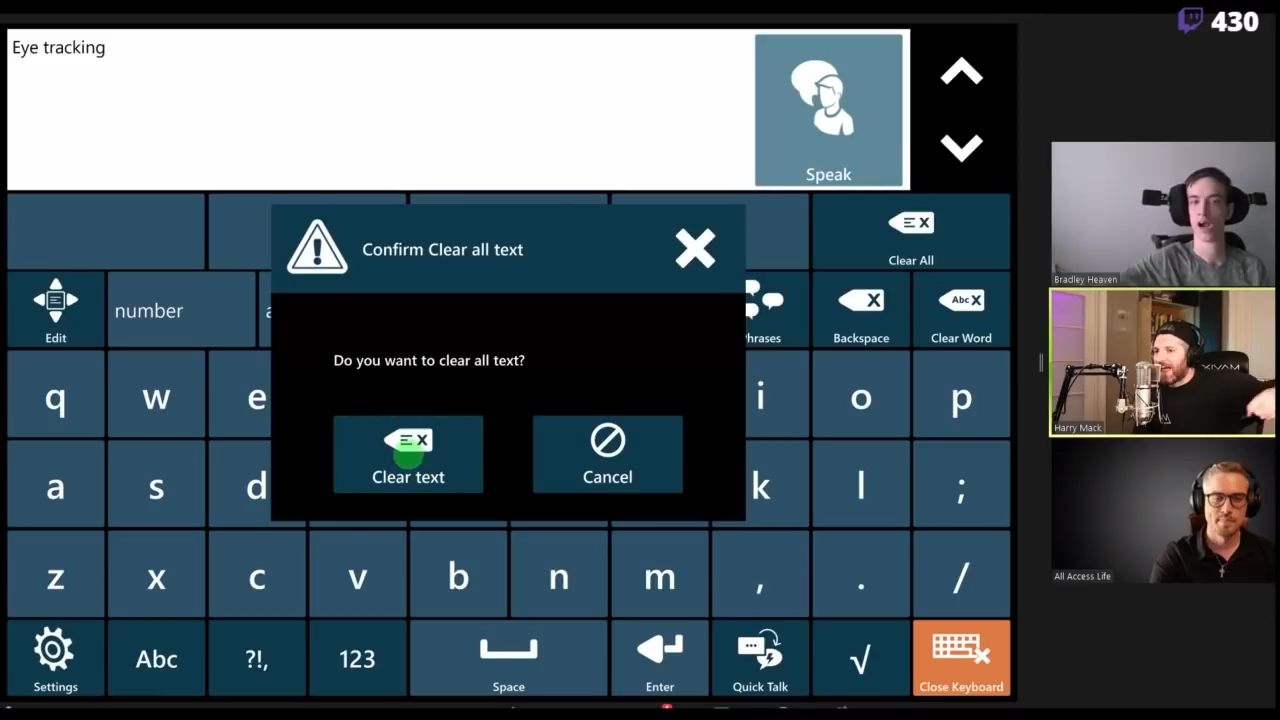 430
Eye tracking
Speak
Confirm Clear all text
Clear All
Edit
number
a
hrases
Backspace
Abc
Clear Word
Do you want to clear all text?
q
w
e
i
o
p
Clear text
Cancel
a
s
d
k
l
;
z
x
c
v
b
n
m
,
.
/
Settings
Abc
?!,
123
Space
Enter
Quick Talk
√
Close Keyboard
Bradley Heaven
Harry Mack
All Access Life